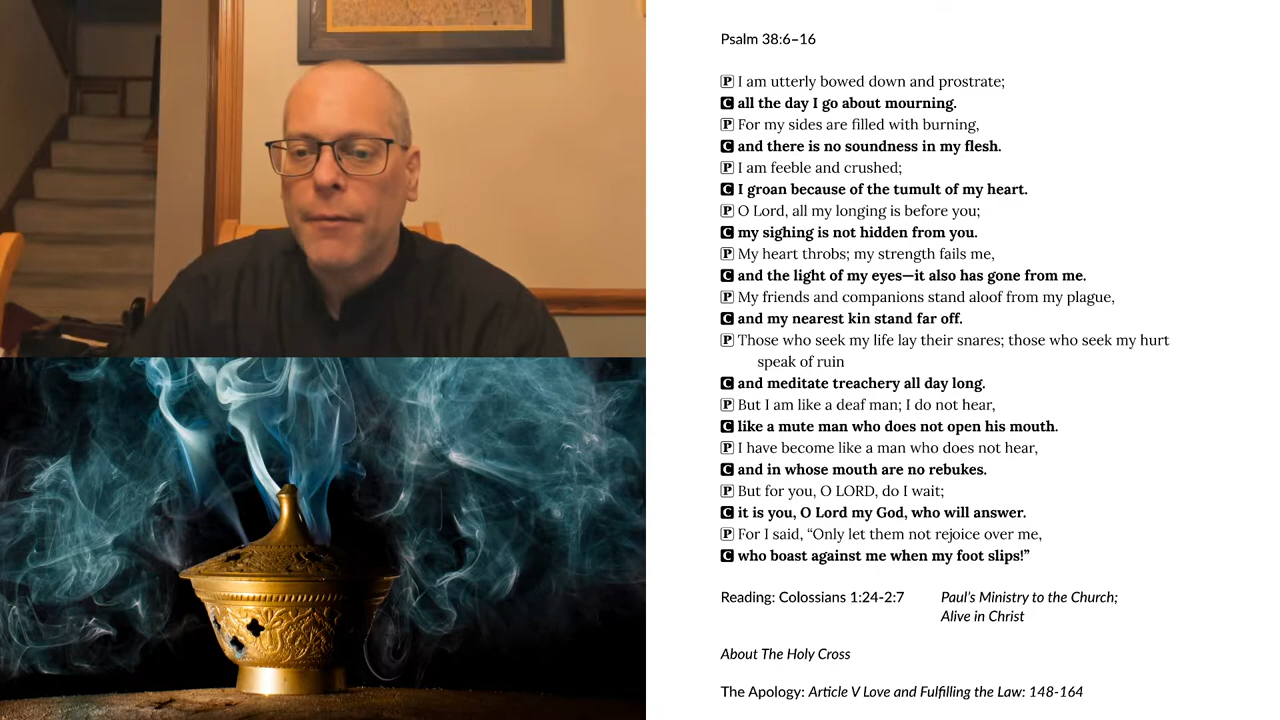 Psalm 38:6–16
P I am utterly bowed down and prostrate;
C all the day I go about mourning.
P For my sides are filled with burning,
C and there is no soundness in my flesh.
P I am feeble and crushed;
C I groan because of the tumult of my heart.
P O Lord, all my longing is before you;
C my sighing is not hidden from you.
P My heart throbs; my strength fails me,
C and the light of my eyes—it also has gone from me.
P My friends and companions stand aloof from my plague,
C and my nearest kin stand far off.
P Those who seek my life lay their snares; those who seek my hurt
speak of ruin
C and meditate treachery all day long.
P But I am like a deaf man; I do not hear,
C like a mute man who does not open his mouth.
P I have become like a man who does not hear,
C and in whose mouth are no rebukes.
P But for you, O LORD, do I wait;
C it is you, O Lord my God, who will answer.
P For I said, “Only let them not rejoice over me,
C who boast against me when my foot slips!”
Reading: Colossians 1:24-2:7 Paul's Ministry to the Church;
Alive in Christ
About The Holy Cross
The Apology: Article V Love and Fulfilling the Law: 148-164